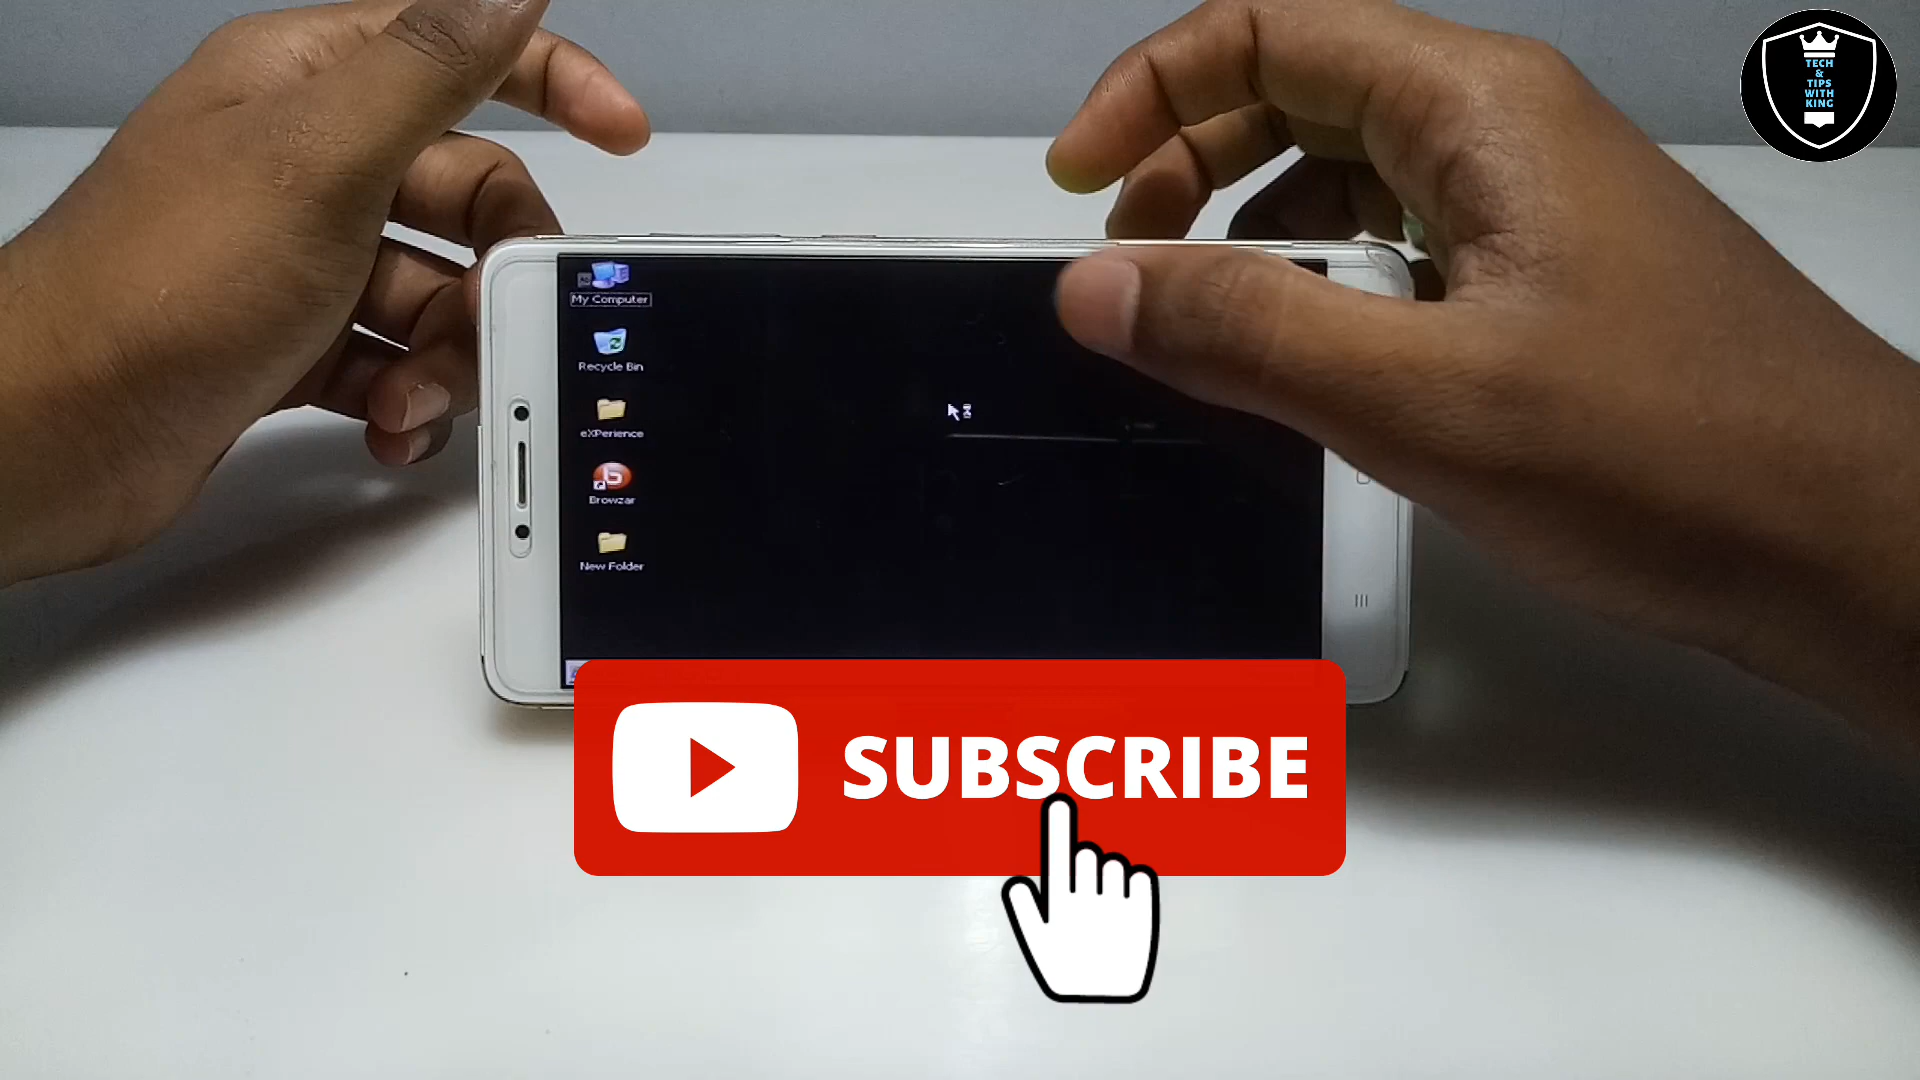 TECH
&
TIPS
WITH
KING
My Computer
Recycle Bin
eXPerience
Browzar
New Folder
SUBSCRIBE